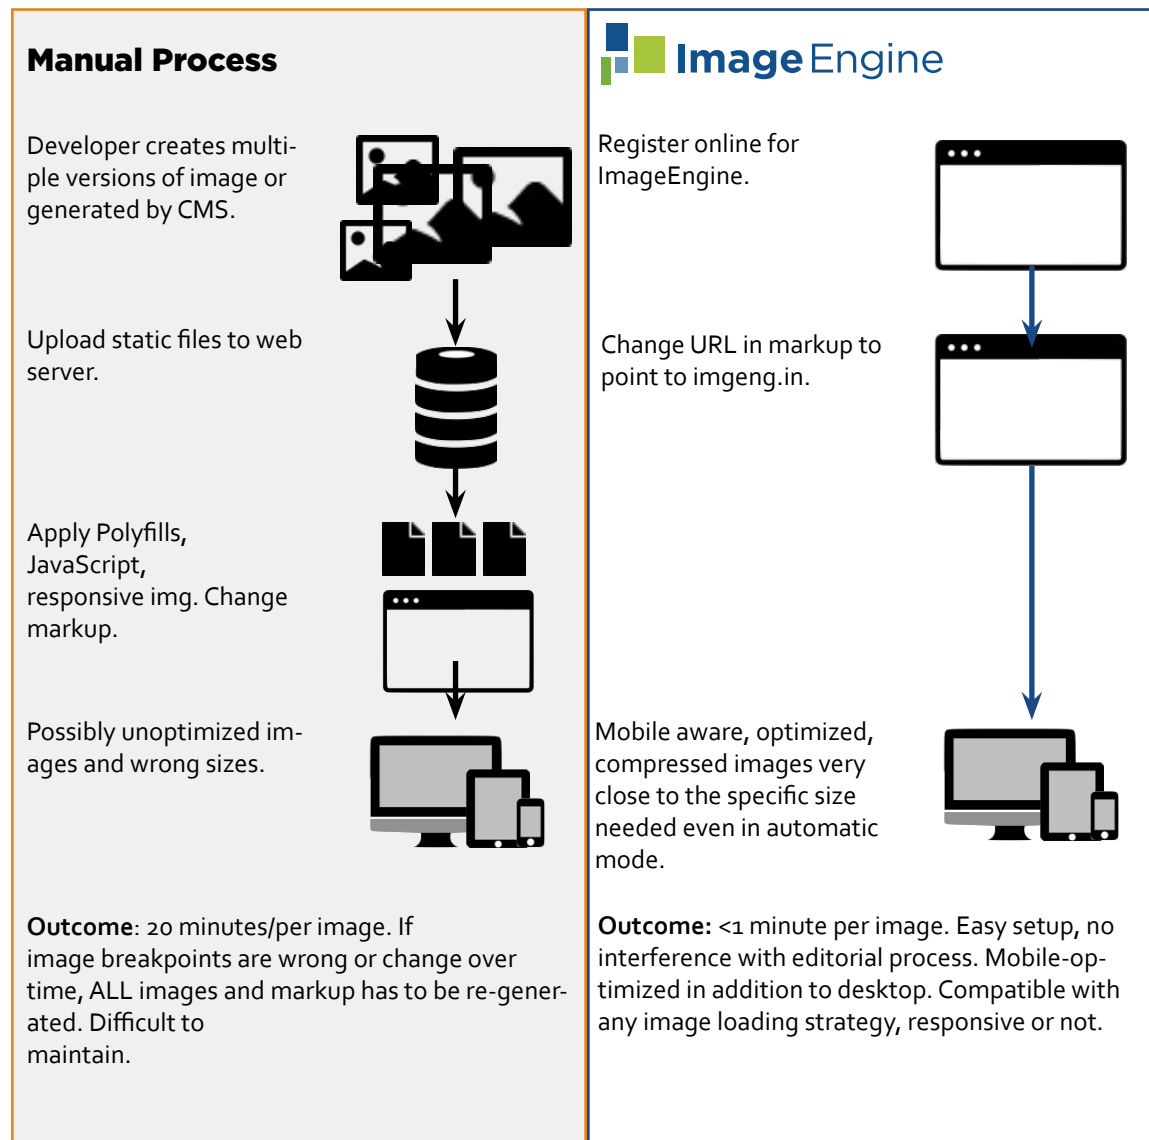 Manual Process
Developer creates multi-
ple versions of image or
generated by CMS.
Upload static files to web
server.
Apply Polyfills,
JavaScript,
responsive img. Change
markup.
Possibly unoptimized im-
ages and wrong sizes.
Outcome: 20 minutes/per image. If
image breakpoints are wrong or change over
time, ALL images and markup has to be re-gener-
ated. Difficult to
maintain.
ImageEngine
Register online for
ImageEngine.
Change URL in markup to
point to imgeng.in.
Mobile aware, optimized,
compressed images very
close to the specific size
needed even in automatic
mode.
Outcome: <1 minute per image. Easy setup, no
interference with editorial process. Mobile-op-
timized in addition to desktop. Compatible with
any image loading strategy, responsive or not.